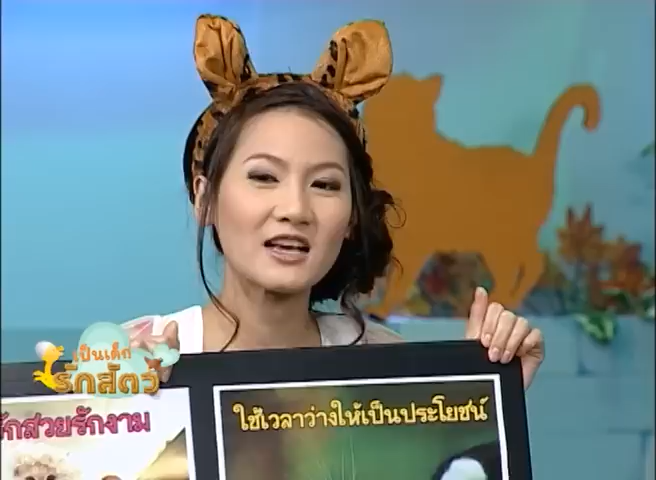 เป็นเด็ก
รักสัตว์
รักสวยรักงาม
ใช้เวลาว่างให้เป็นประโยชน์